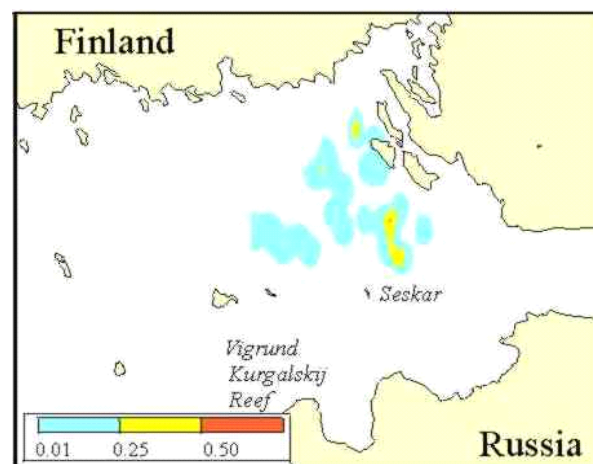 Finland
Seskar
Vigrund
Kurgalskij
Reef
0.01 0.25 0.50
Russia